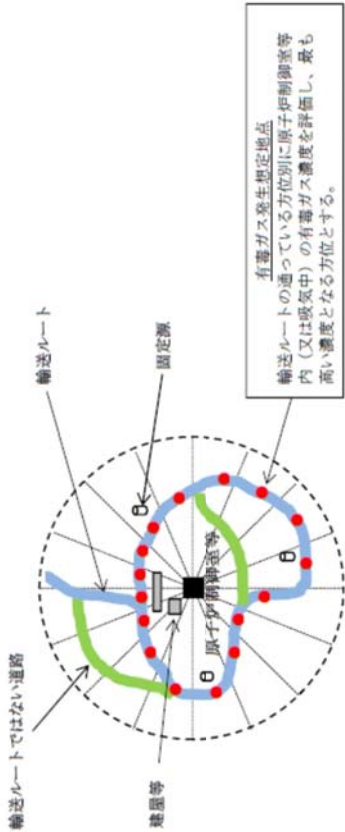 輸送ルートではない道路
輸送ルート
固定源
建屋等
原子炉制御室等
有毒ガス発生想定地点
輸送ルートの通っている方位別に原子炉制御室等
内（又は吸気中）の有毒ガス濃度を評価し、最も
高い濃度となる方位とする。